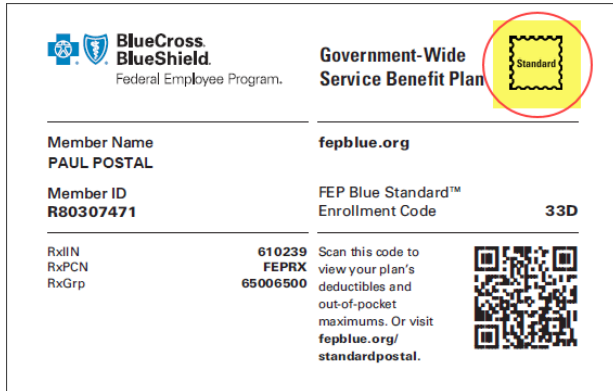 BlueCross.
BlueShield.
Federal Employee Program.
Government-Wide
Service Benefit Plan
Standard
Member Name
PAUL POSTAL
Member ID
R80307471
fepblue.org
FEP Blue Standard™
Enrollment Code 33D
RxIIN 610239
RxPCN FEPRX
RxGrp 65006500
Scan this code to
view your plan's
deductibles and
out-of-pocket
maximums. Or visit
fepblue.org/
standardpostal.